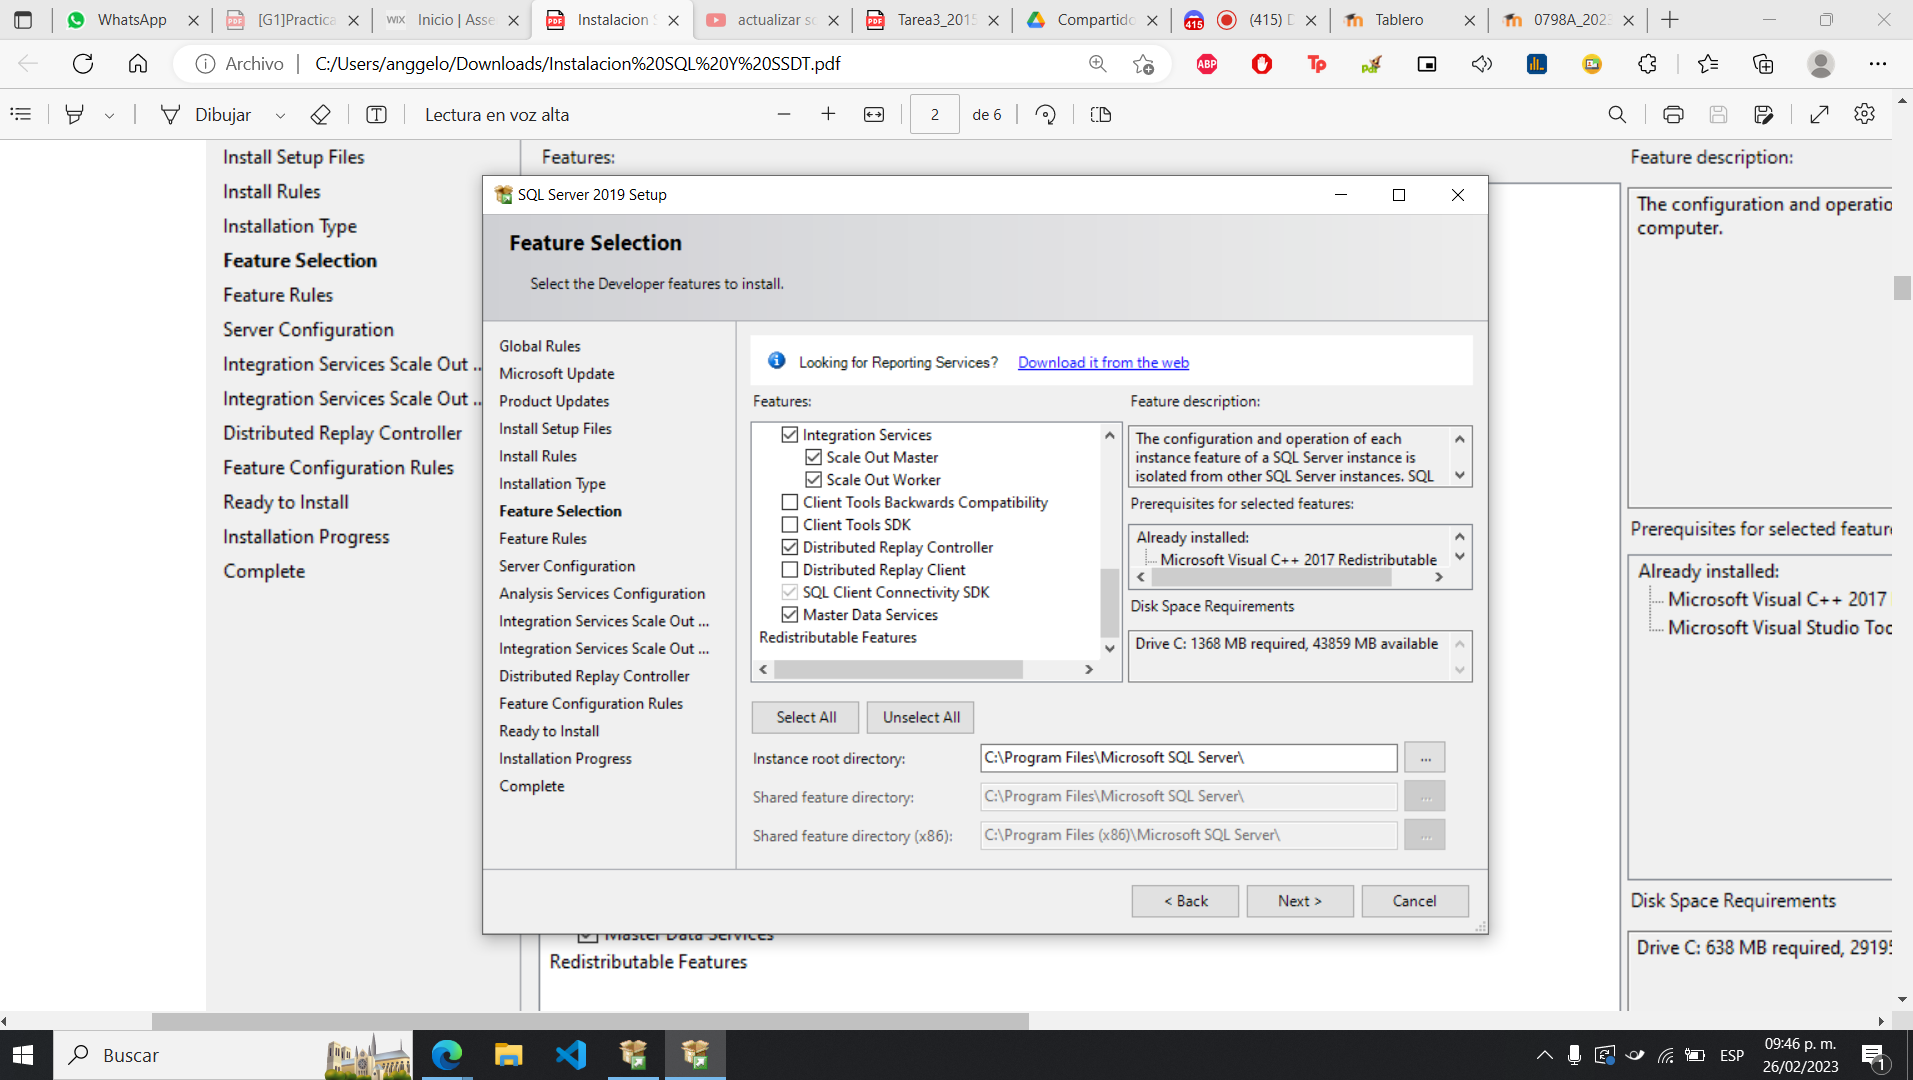 WhatsApp
[G1]Practica
WIX Inicio | Asse
Instalacion S
actualizar sc
Tarea3_2015
Compartido
415 (415) D
Tablero
0798A_2023
Archivo
C:/Users/anggelo/Downloads/Instalacion%20SQL%20Y%20SSDT.pdf
ABP
Tp
pdf
Dibujar
Lectura en voz alta
2
de 6
Install Setup Files
Install Rules
Installation Type
Feature Selection
Feature Rules
Server Configuration
Integration Services Scale Out ...
Integration Services Scale Out ...
Distributed Replay Controller
Feature Configuration Rules
Ready to Install
Installation Progress
Complete
Features:
SQL Server 2019 Setup
Feature Selection
Select the Developer features to install.
Global Rules
Microsoft Update
Product Updates
Install Setup Files
Install Rules
Installation Type
Feature Selection
Feature Rules
Server Configuration
Analysis Services Configuration
Integration Services Scale Out ...
Integration Services Scale Out ...
Distributed Replay Controller
Feature Configuration Rules
Ready to Install
Installation Progress
Complete
Looking for Reporting Services? Download it from the web
Features:
Integration Services
Scale Out Master
Scale Out Worker
Client Tools Backwards Compatibility
Client Tools SDK
Distributed Replay Controller
Distributed Replay Client
SQL Client Connectivity SDK
Master Data Services
Redistributable Features
Feature description:
The configuration and operation of each
instance feature of a SQL Server instance is
isolated from other SQL Server instances. SQL
Prerequisites for selected features:
Already installed:
Microsoft Visual C++ 2017 Redistributable
Disk Space Requirements
Drive C: 1368 MB required, 43859 MB available
Select All
Unselect All
Instance root directory:
C:\Program Files\Microsoft SQL Server\
...
Shared feature directory:
C:\Program Files\Microsoft SQL Server\
...
Shared feature directory (x86):
C:\Program Files (x86)\Microsoft SQL Server\
...
< Back
Next >
Cancel
Master Data Services
Redistributable Features
Feature description:
The configuration and operatio
computer.
Prerequisites for selected feature
Already installed:
Microsoft Visual C++ 2017
Microsoft Visual Studio Too
Disk Space Requirements
Drive C: 638 MB required, 29195
Buscar
ESP
09:46 p. m.
26/02/2023
1